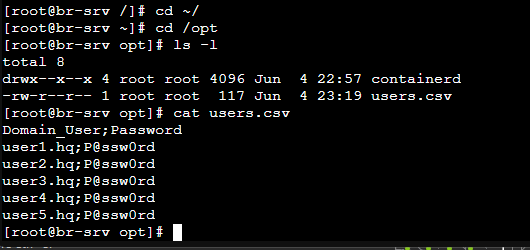 [root@br-srv /]# cd ~/
[root@br-srv ~]# cd /opt
[root@br-srv opt]# ls -l
total 8
drwx--x--x 4 root root 4096 Jun  4 22:57 containerd
-rw-r--r-- 1 root root  117 Jun  4 23:19 users.csv
[root@br-srv opt]# cat users.csv
Domain_User;Password
user1.hq;P@ssw0rd
user2.hq;P@ssw0rd
user3.hq;P@ssw0rd
user4.hq;P@ssw0rd
user5.hq;P@ssw0rd
[root@br-srv opt]#